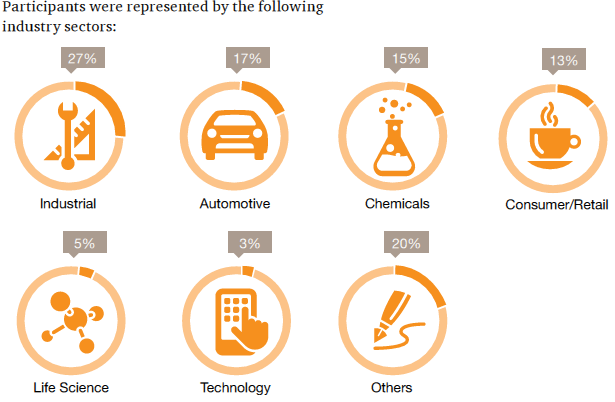 Participants were represented by the following
industry sectors:
27%
17%
15%
13%
Industrial
Automotive
Chemicals
Consumer/Retail
5%
3%
20%
Life Science
Technology
Others